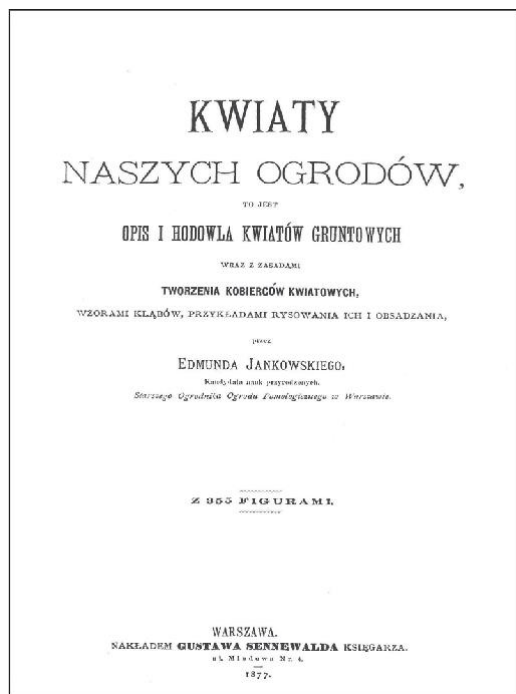 KWIATY
NASZYCH OGRODÓW,
TO JEST
OPIS I HODOWLA KWIATÓW GRUNTOWYCH
WRAZ Z ZASADAMI
TWORZENIA KOBIERCÓW KWIATOWYCH,
WZORAMI KLĄBÓW, PRZYKŁADAMI RYSOWANIA ICH I OBSADZANIA,
przez
EDMUNDA JANKOWSKIEGO,
Kandydata nauk przyrodzonych.
Starszego Ogrodnika Ogrodu Pomologicznego w Warszawie.
Z 355 FIGURAMI.
WARSZAWA.
NAKŁADEM GUSTAWA SENNEWALDA KSIĘGARZA.
ul. Miodowa Nr. 4.
1877.